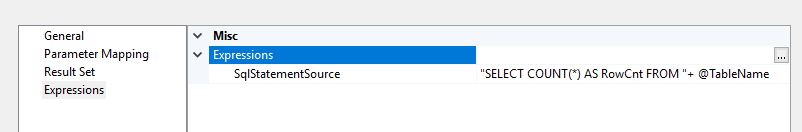 General
Parameter Mapping
Result Set
Expressions
Misc
Expressions
...
SqlStatementSource "SELECT COUNT(*) AS RowCnt FROM "+ @TableName